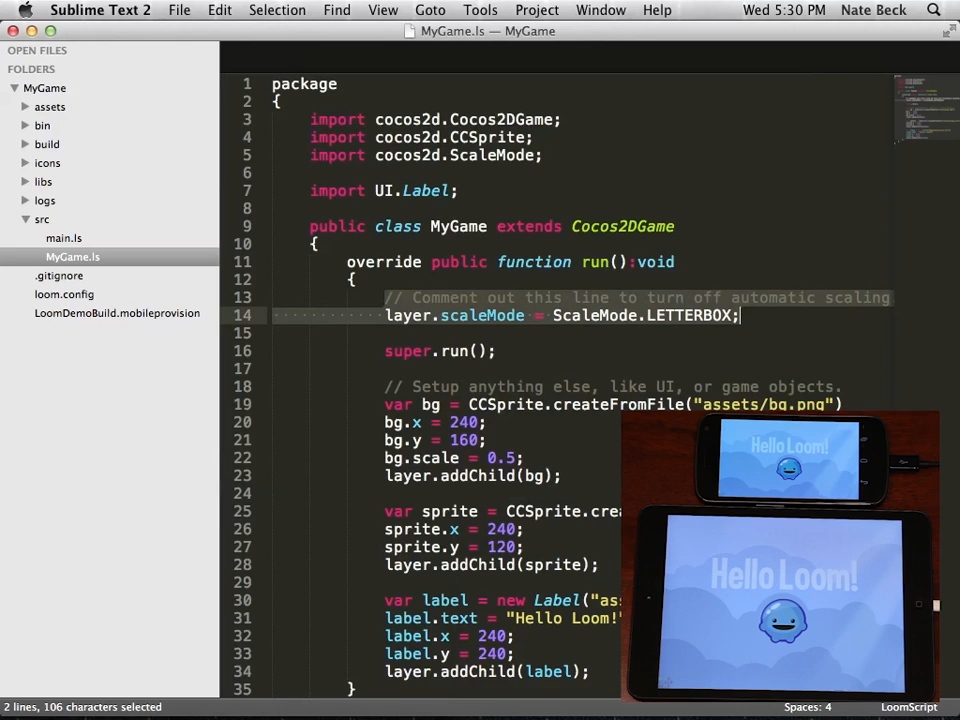 Sublime Text 2 File Edit Selection Find View Goto Tools Project Window Help Wed 5:30 PM Nate Beck
MyGame.ls — MyGame
OPEN FILES
FOLDERS
MyGame
assets
bin
build
icons
libs
logs
src
main.ls
MyGame.ls
.gitignore
loom.config
LoomDemoBuild.mobileprovision
1 package
2 {
3 import cocos2d.Cocos2DGame;
4 import cocos2d.CCSprite;
5 import cocos2d.ScaleMode;
6
7 import UI.Label;
8
9 public class MyGame extends Cocos2DGame
10 {
11 override public function run():void
12 {
13 // Comment out this line to turn off automatic scaling
14 layer.scaleMode = ScaleMode.LETTERBOX;
15
16 super.run();
17
18 // Setup anything else, like UI, or game objects.
19 var bg = CCSprite.createFromFile("assets/bg.png")
20 bg.x = 240;
21 bg.y = 160;
22 bg.scale = 0.5;
23 layer.addChild(bg);
24
25 var sprite = CCSprite.cre
26 sprite.x = 240;
27 sprite.y = 120;
28 layer.addChild(sprite);
29
30 var label = new Label("as
31 label.text = "Hello Loom!"
32 label.x = 240;
33 label.y = 240;
34 layer.addChild(label);
35 }
Hello Loom!
Hello Loom!
2 lines, 106 characters selected Spaces: 4 LoomScript